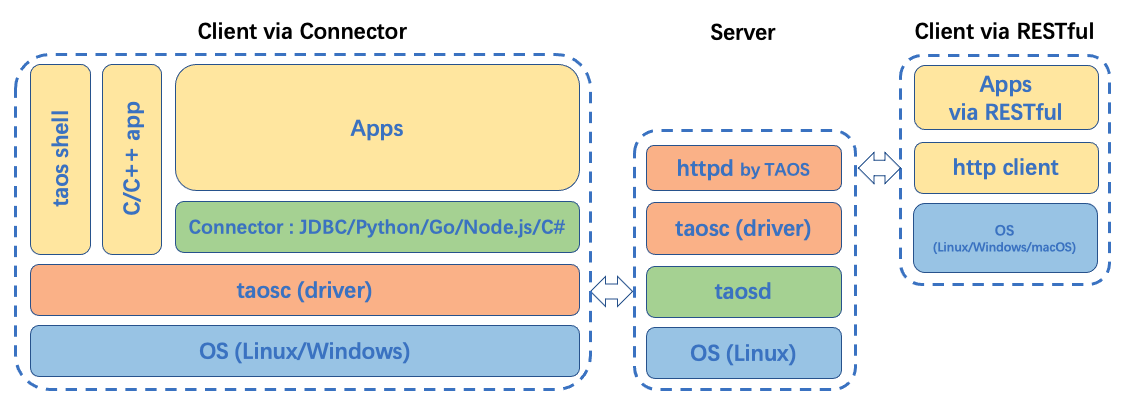 Client via Connector
taos shell
C/C++ app
Apps
Connector : JDBC/Python/Go/Node.js/C#
taosc (driver)
OS (Linux/Windows)
Server
httpd by TAOS
taosc (driver)
taosd
OS (Linux)
Client via RESTful
Apps
via RESTful
http client
OS
(Linux/Windows/macOS)